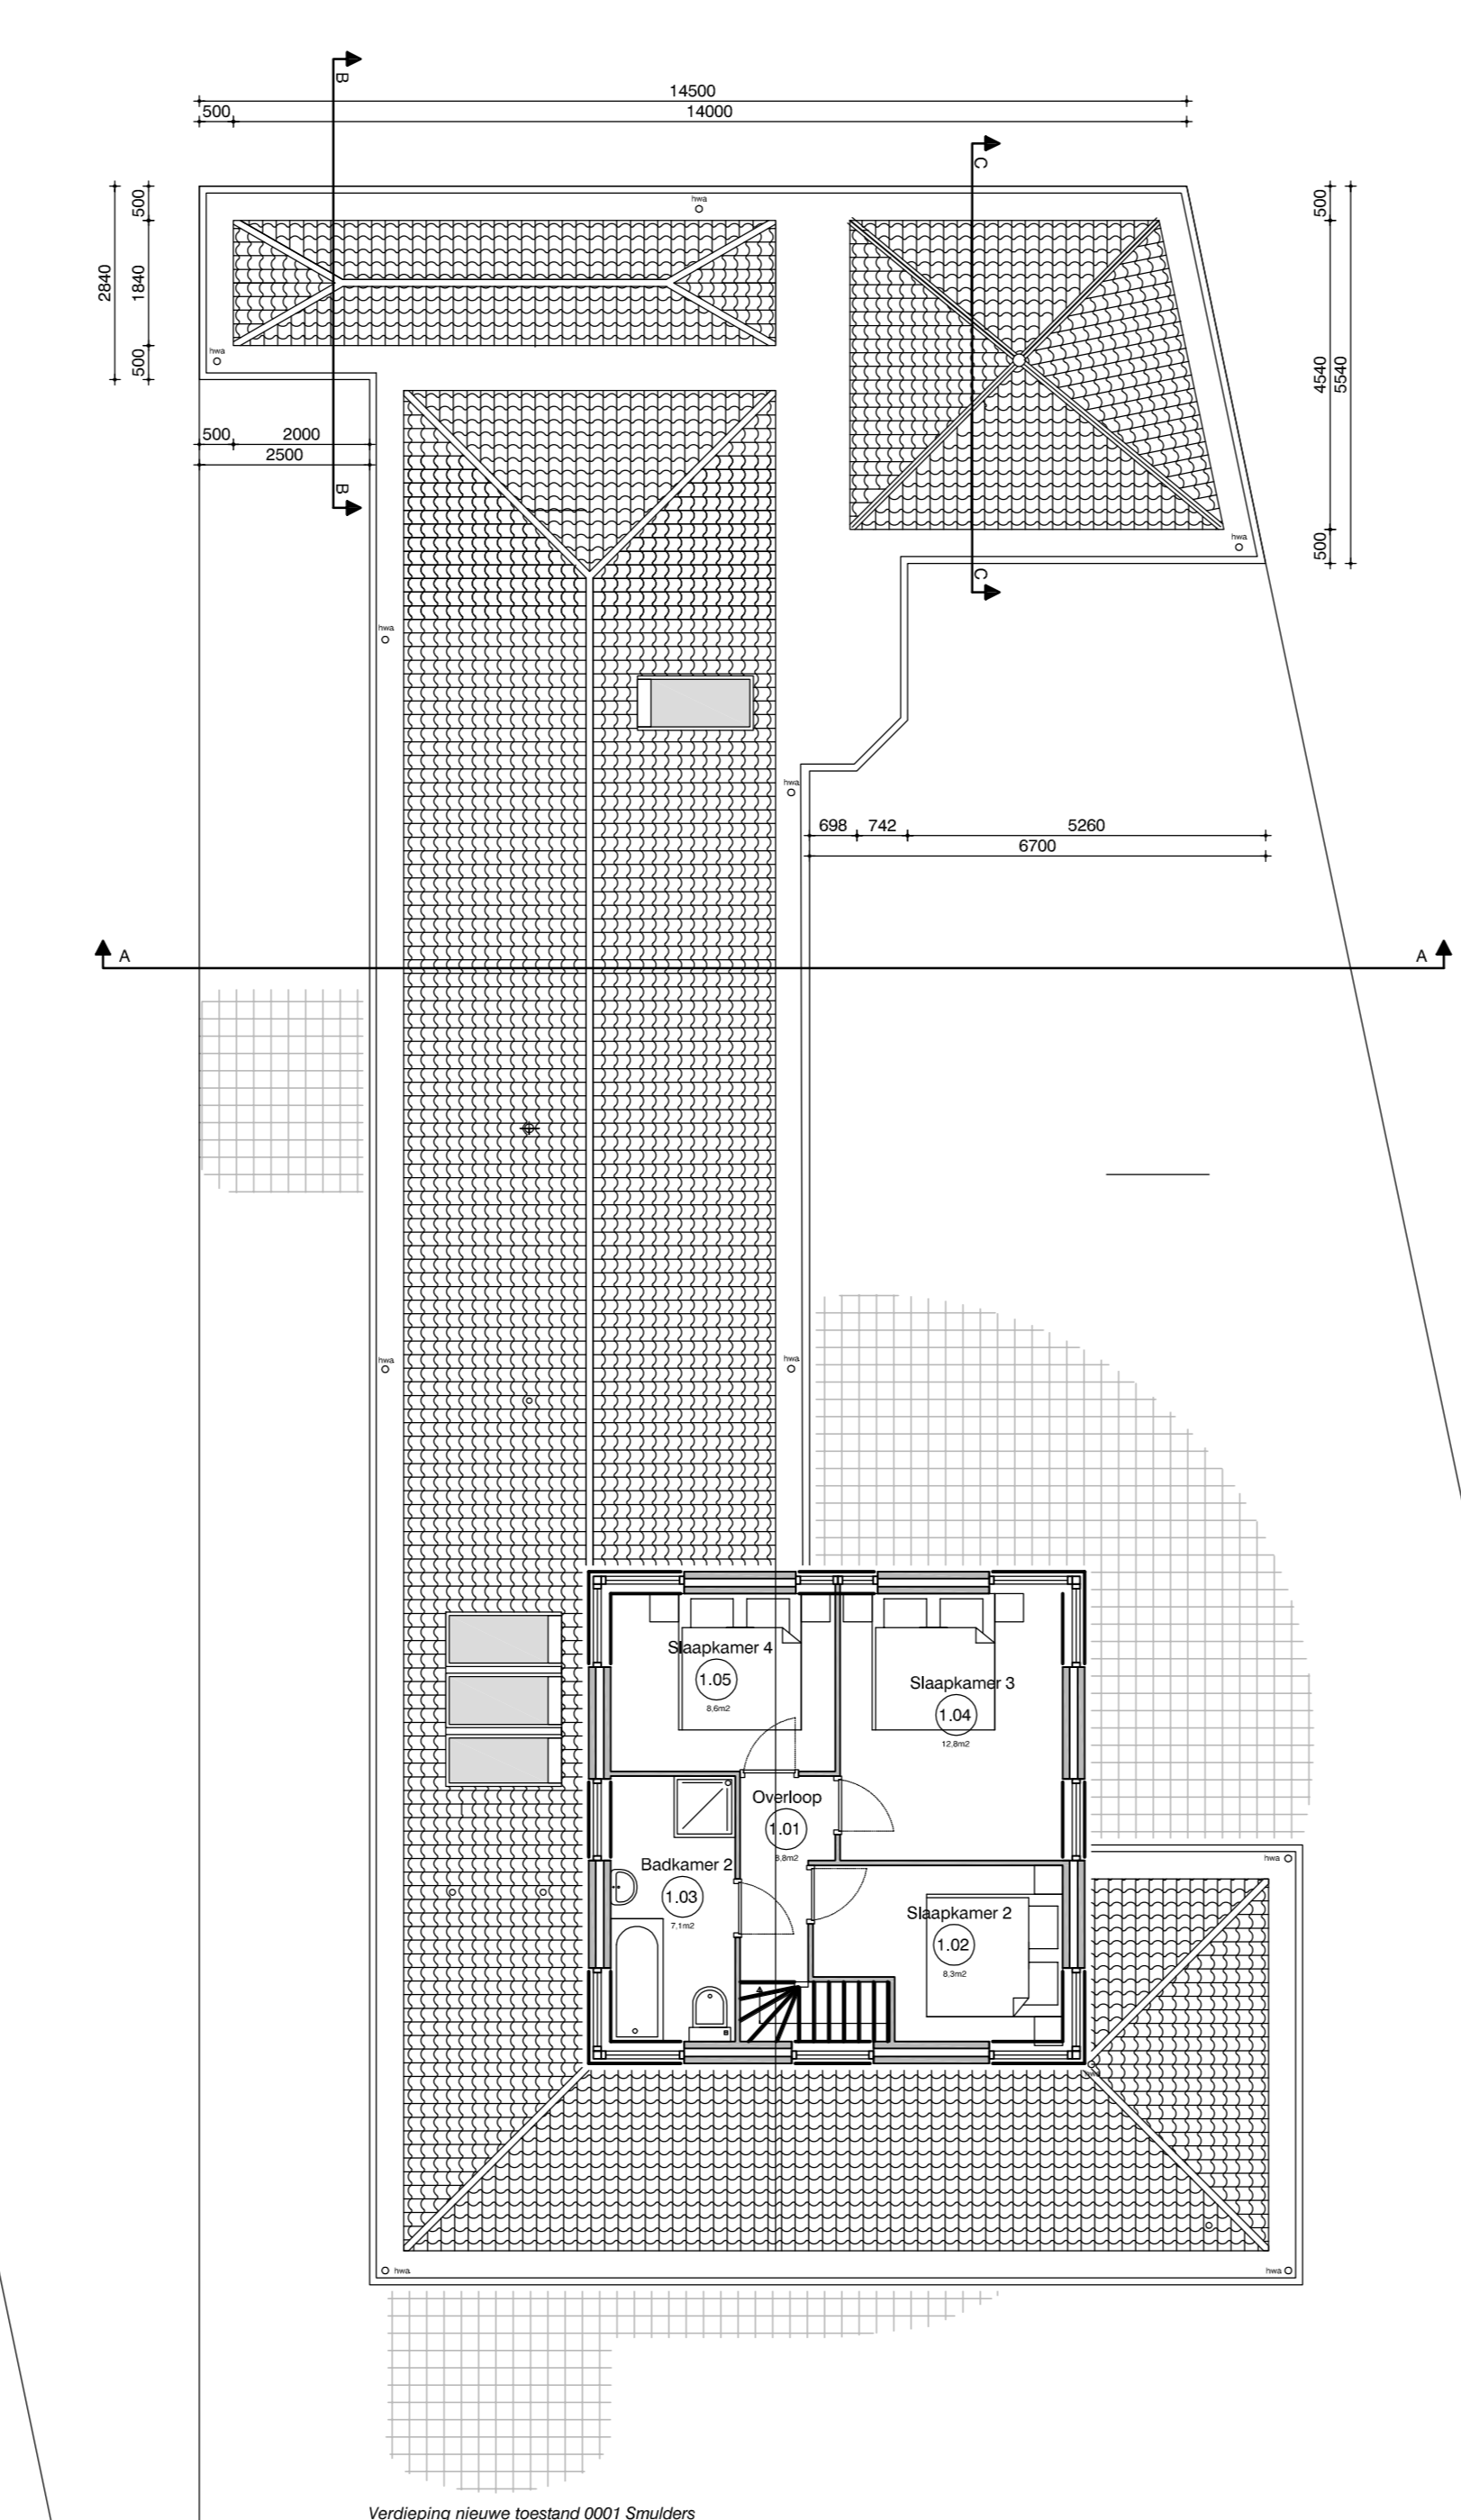 B
14500
500
14000
C
hwa
500
2840
1840
500
hwa
500
4540
5540
500
hwa
500
2000
2500
B
C
hwa
hwa
698
742
5260
6700
A
A
hwa
hwa
Slaapkamer 4
1.05
8,6m2
Slaapkamer 3
1.04
12,8m2
Overloop
1.01
Badkamer 2
1.03
7,1m2
hwa
Slaapkamer 2
1.02
8,3m2
hwa
hwa
hwa
Verdieping nieuwe toestand 0001 Smulders